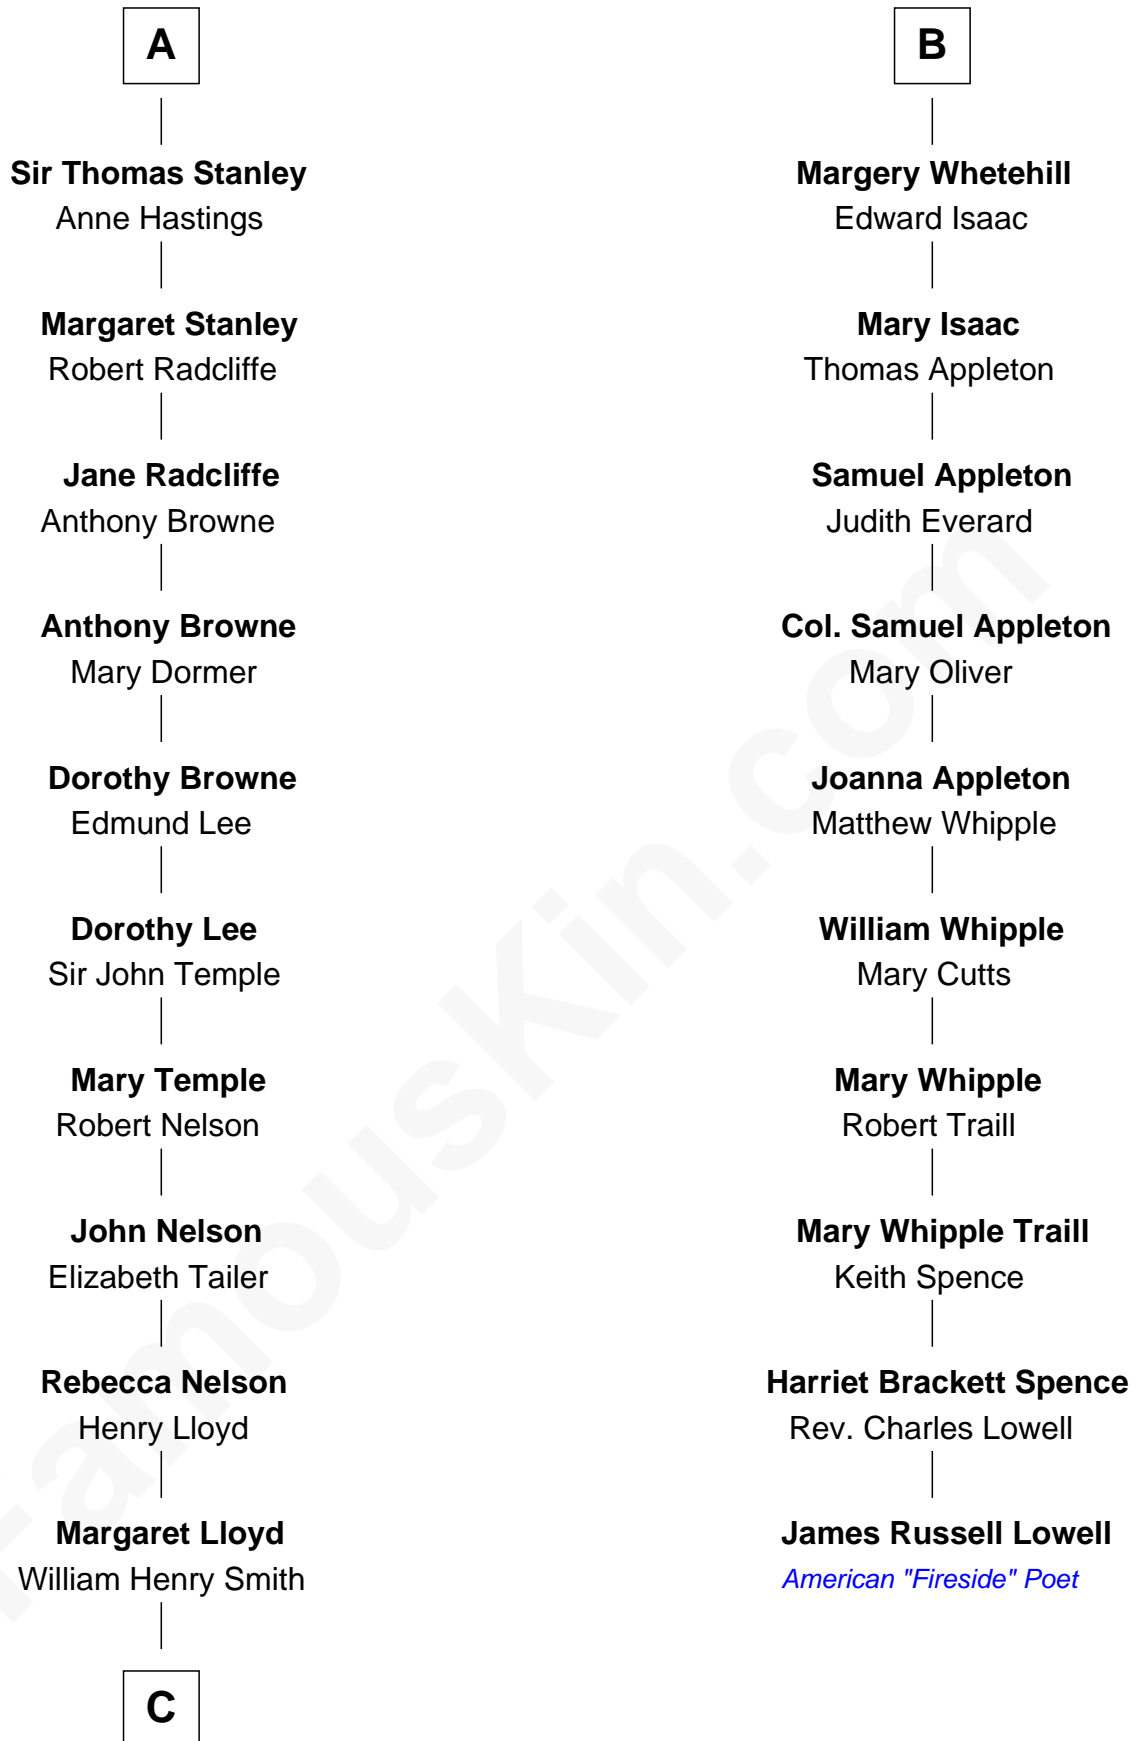 A
Sir Thomas Stanley
Anne Hastings
Margaret Stanley
Robert Radcliffe
Jane Radcliffe
Anthony Browne
Anthony Browne
Mary Dormer
Dorothy Browne
Edmund Lee
Dorothy Lee
Sir John Temple
Mary Temple
Robert Nelson
John Nelson
Elizabeth Tailer
Rebecca Nelson
Henry Lloyd
Margaret Lloyd
William Henry Smith
C
B
Margery Whetehill
Edward Isaac
Mary Isaac
Thomas Appleton
Samuel Appleton
Judith Everard
Col. Samuel Appleton
Mary Oliver
Joanna Appleton
Matthew Whipple
William Whipple
Mary Cutts
Mary Whipple
Robert Traill
Mary Whipple Traill
Keith Spence
Harriet Brackett Spence
Rev. Charles Lowell
James Russell Lowell
American "Fireside" Poet
FamousKin.com